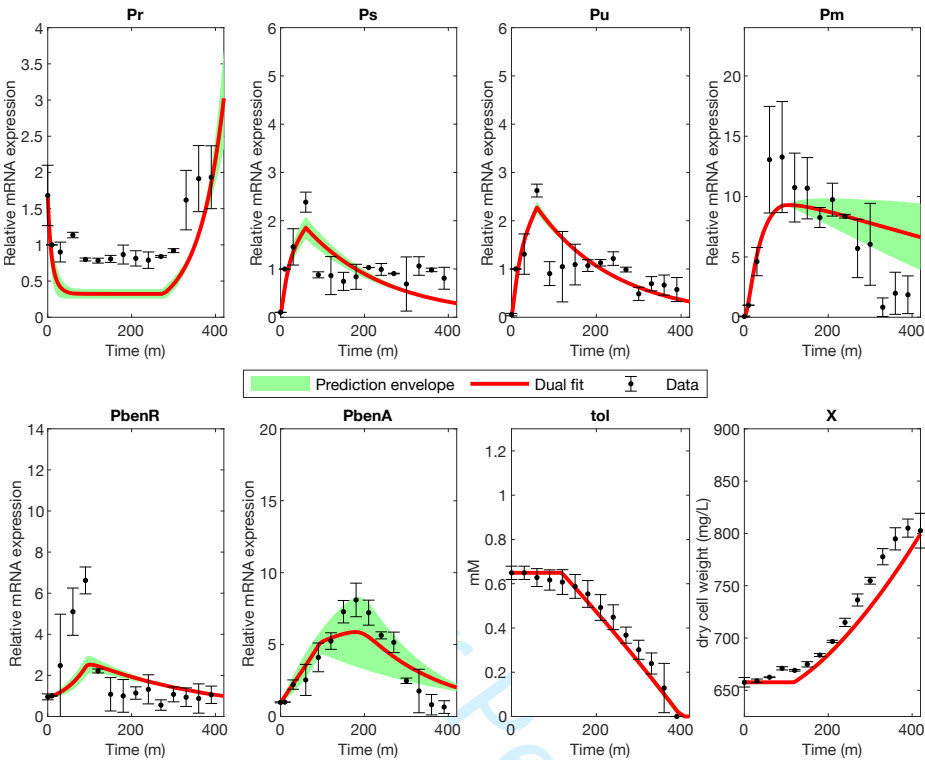 Pr
Ps
Pu
Pm
Relative mRNA expression
4
3.5
3
2.5
2
1.5
1
0.5
0
0 200 400
Time (m)
Relative mRNA expression
6
5
4
3
2
1
0
0 200 400
Time (m)
Relative mRNA expression
6
5
4
3
2
1
0
0 200 400
Time (m)
Relative mRNA expression
20
15
10
5
0
0 200 400
Time (m)
Prediction envelope Dual fit Data
PbenR
PbenA
tol
X
Relative mRNA expression
14
12
10
8
6
4
2
0
0 200 400
Time (m)
Relative mRNA expression
20
15
10
5
0
0 200 400
Time (m)
mM
1.2
1
0.8
0.6
0.4
0.2
0
0 200 400
Time (m)
dry cell weight (mg/L)
900
850
800
750
700
650
0 200 400
Time (m)